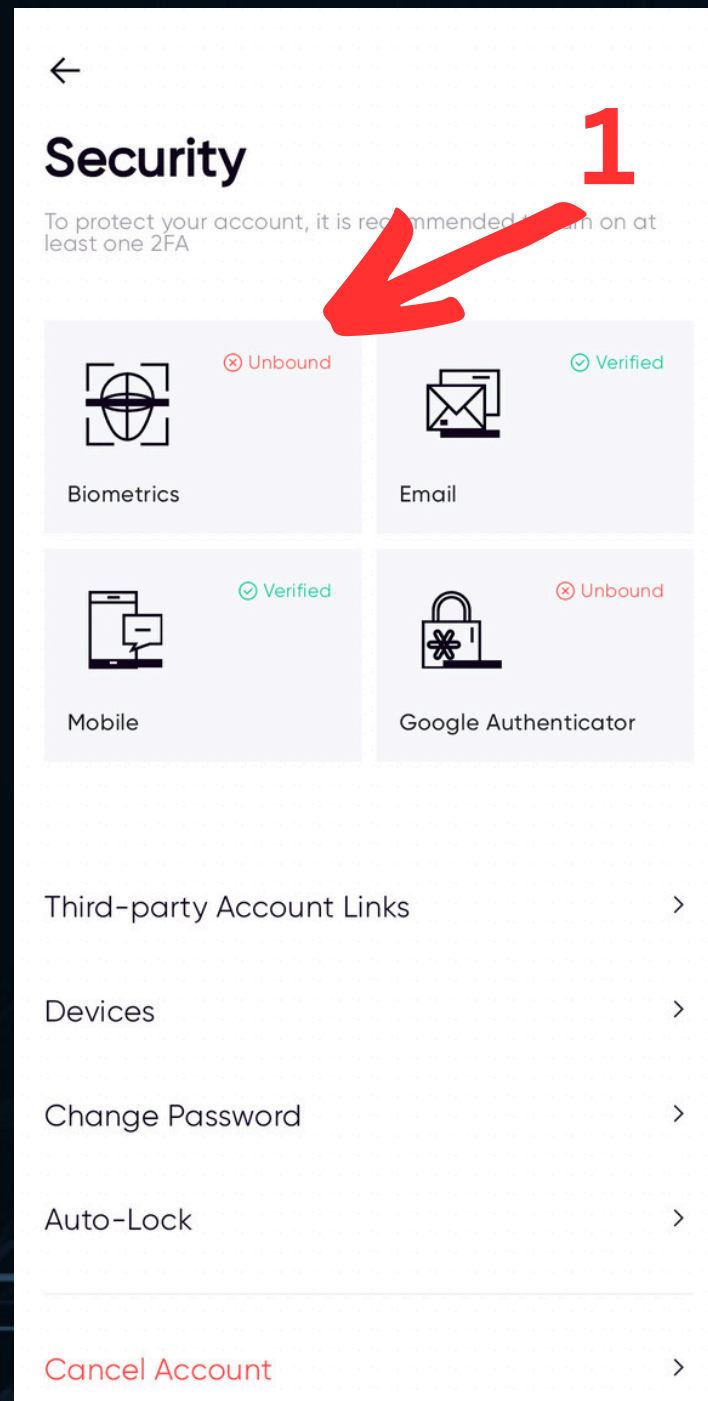 1
Security
To protect your account, it is recommended turn on at
least one 2FA
Unbound
Verified
Biometrics
Email
Verified
Unbound
Mobile
Google Authenticator
Third-party Account Links
Devices
Change Password
Auto-Lock
Cancel Account